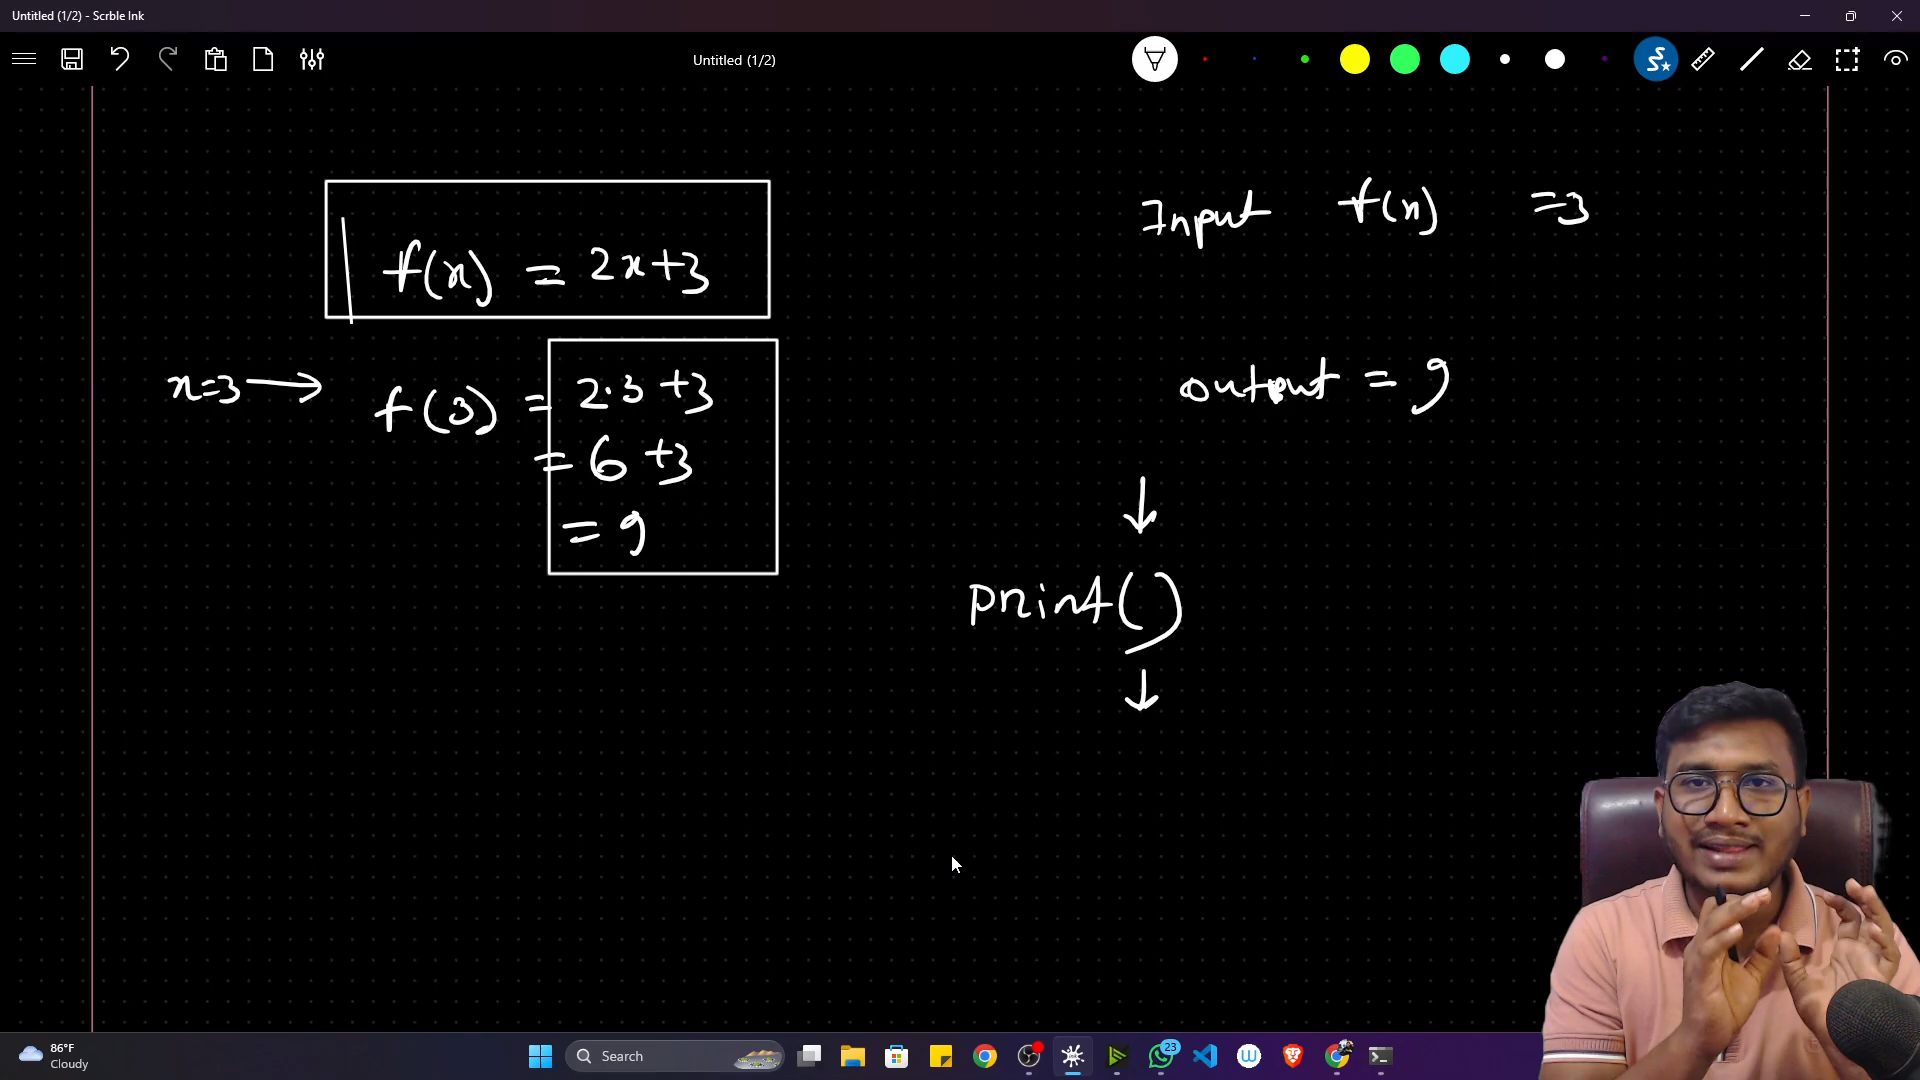 Untitled (1/2) - Scrble Ink
Untitled (1/2)
f(x) = 2x+3
x=3 → f(3) = 2·3 +3
= 6 +3
= 9
Input f(x) =3
output = 9
↓
print()
↓
86°F
Cloudy
Search
23